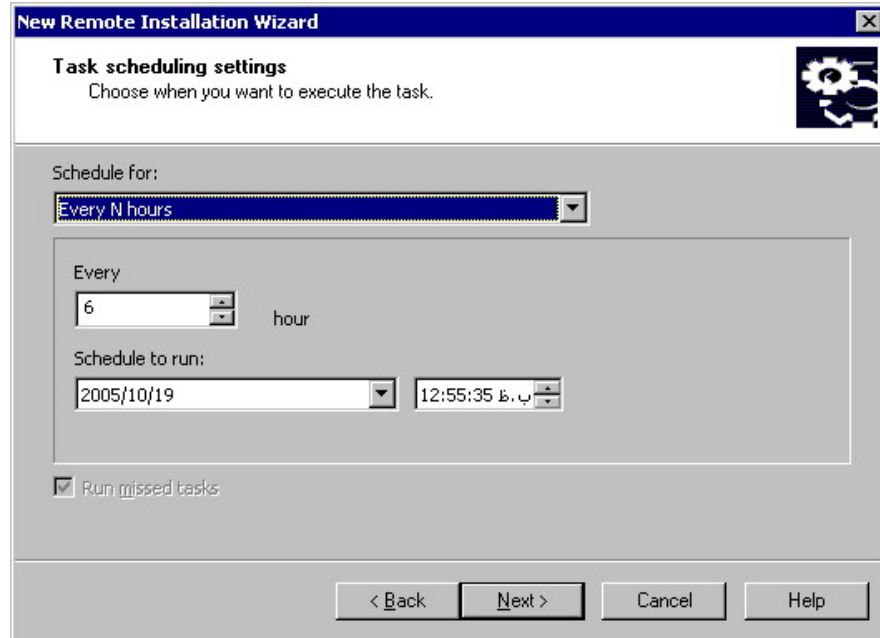 New Remote Installation Wizard
Task scheduling settings
Choose when you want to execute the task.
Schedule for:
Every N hours
Every
6
hour
Schedule to run:
2005/10/19
12:55:35 ب.ظ
Run missed tasks
< Back
Next >
Cancel
Help